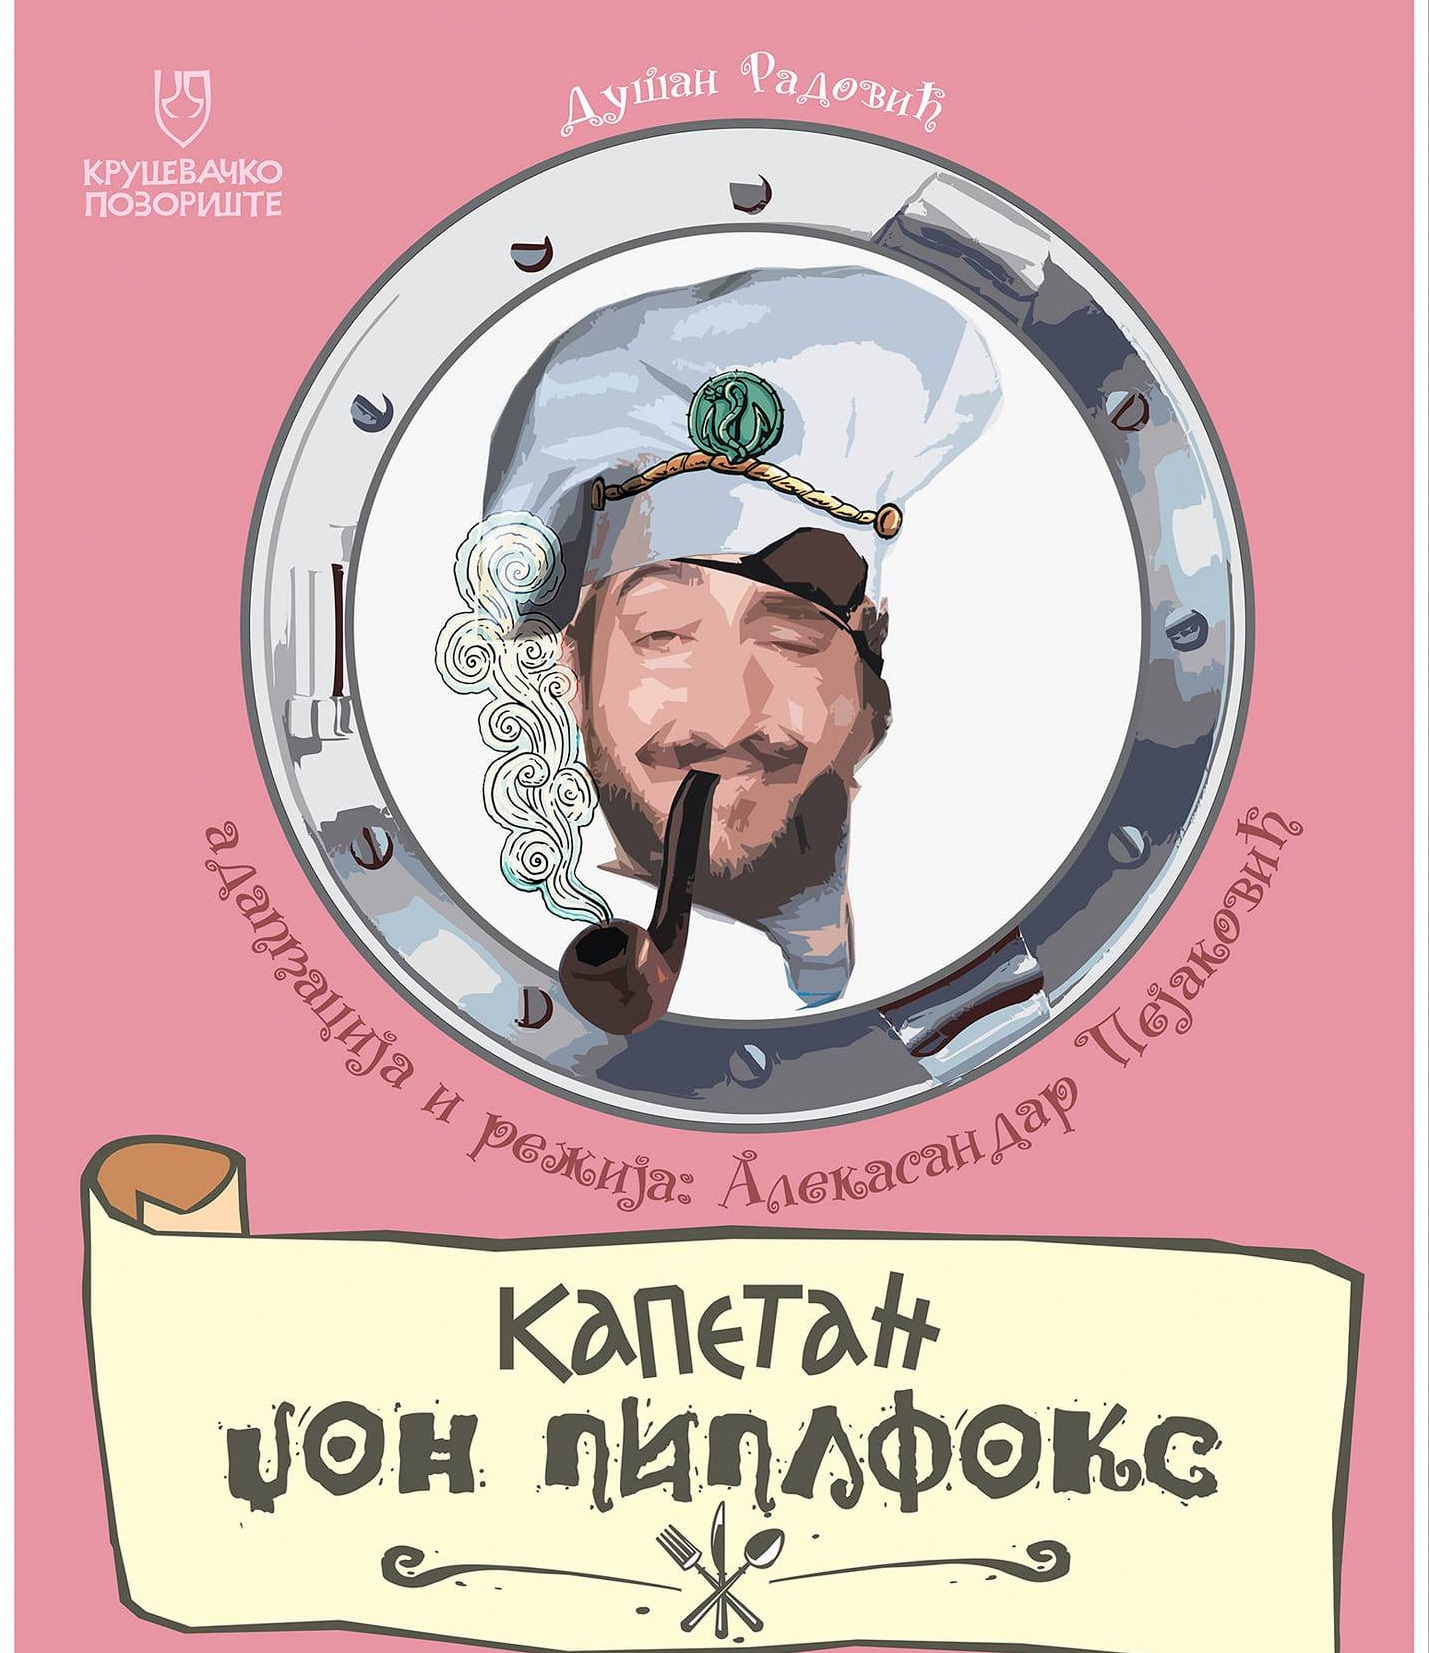 Душан Радовић
КРУШЕВАЧКО
ПОЗОРИШТЕ
адаптација и режија: Алекасандар Пејаковић
КАПЕТАН
ЏОН ПИПЛФОКС